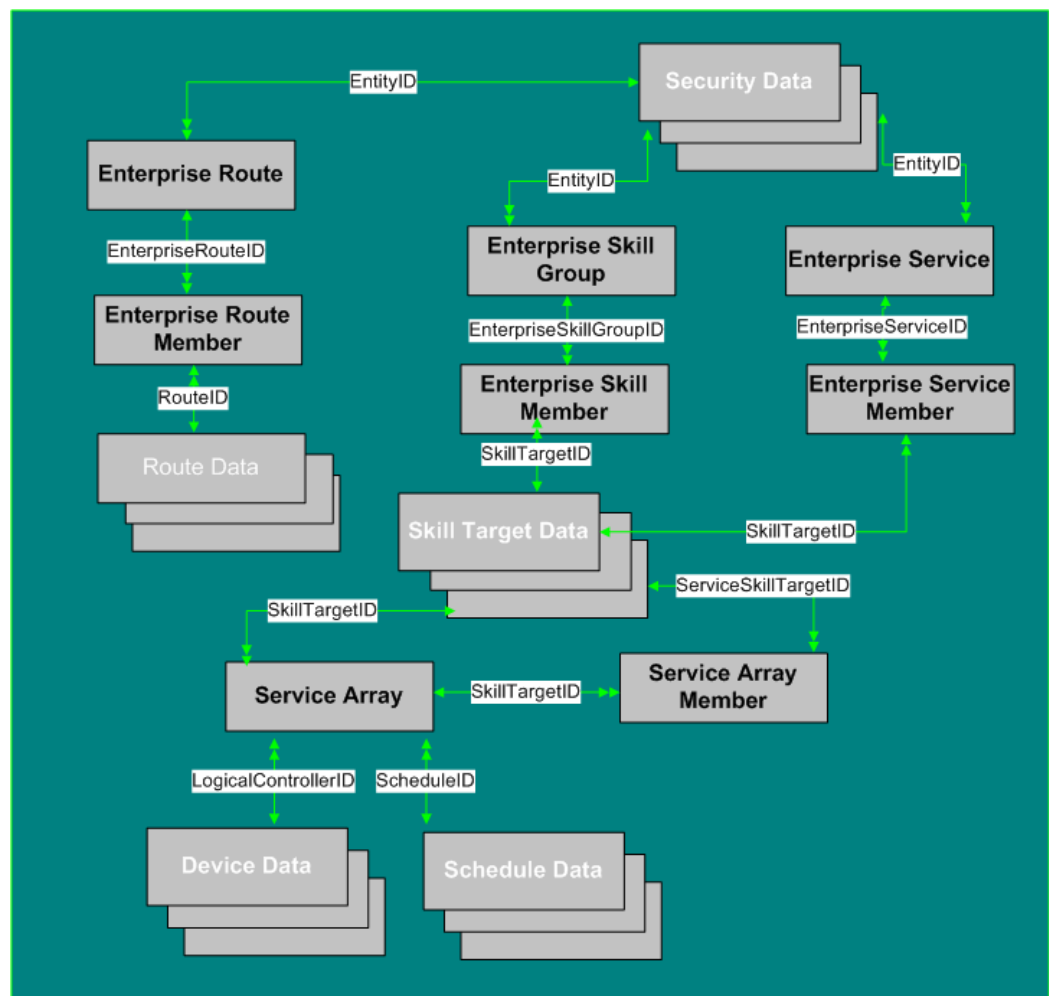 Security Data
EntityID
EntityID
EntityID
Enterprise Route
Enterprise Skill
Group
Enterprise Service
EnterpriseRouteID
EnterpriseSkillGroupID
EnterpriseServiceID
Enterprise Route
Member
Enterprise Skill
Member
Enterprise Service
Member
RouteID
SkillTargetID
Route Data
Skill Target Data
SkillTargetID
ServiceSkillTargetID
SkillTargetID
Service Array
SkillTargetID
Service Array
Member
LogicalControllerID
ScheduleID
Device Data
Schedule Data